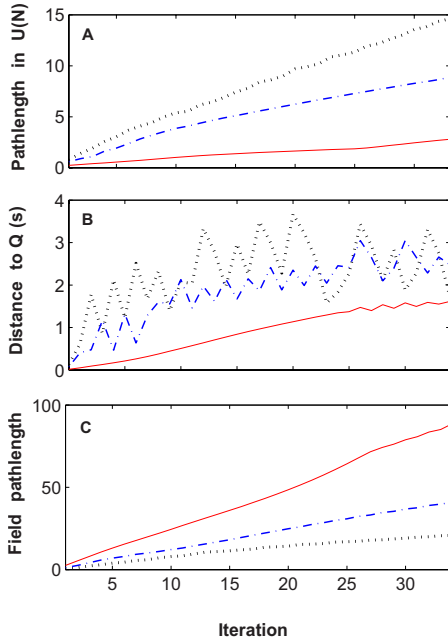 15
10
5
0
A
Pathlength in U(N)
4
3
2
1
0
B
Distance to Q (s)
100
50
0
C
Field pathlength
5 10 15 20 25 30
Iteration